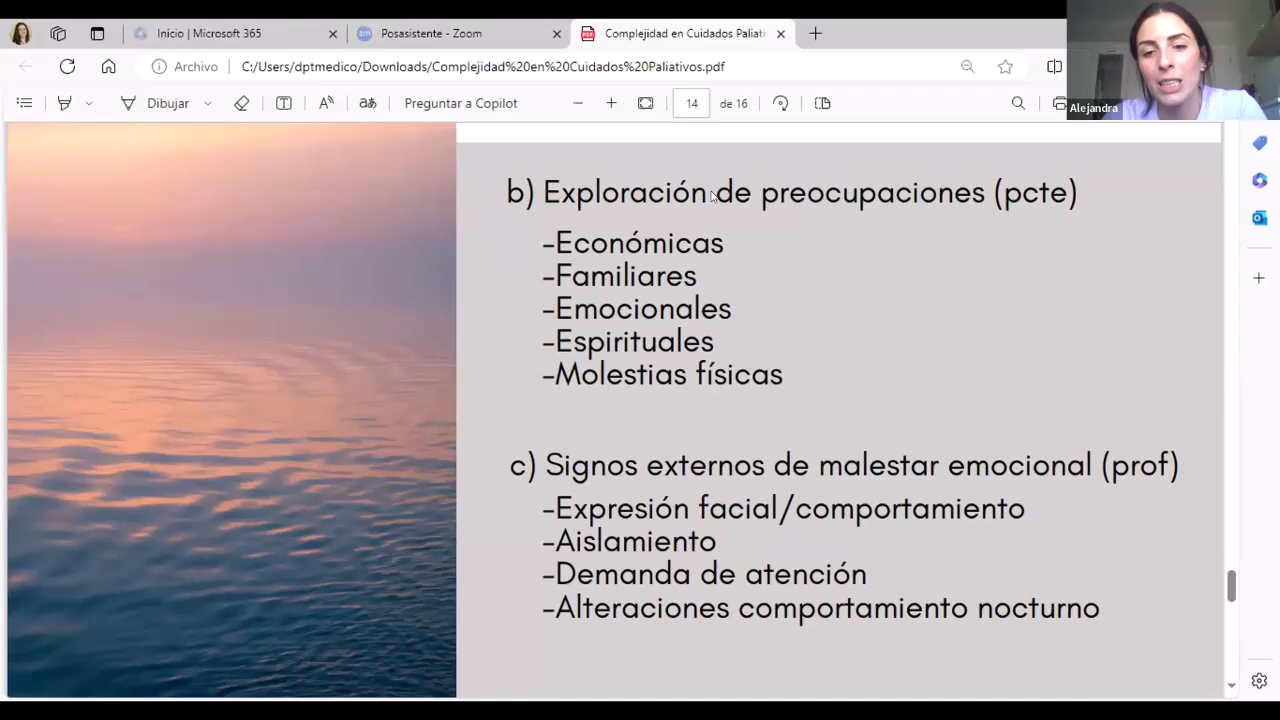 Inicio | Microsoft 365
Posasistente - Zoom
Complejidad en Cuidados Paliativ
Archivo
C:/Users/dptmedico/Downloads/Complejidad%20en%20Cuidados%20Paliativos.pdf
Dibujar
Preguntar a Copilot
14
de 16
Alejandra
b) Exploración de preocupaciones (pcte)
-Económicas
-Familiares
-Emocionales
-Espirituales
-Molestias físicas
c) Signos externos de malestar emocional (prof)
-Expresión facial/comportamiento
-Aislamiento
-Demanda de atención
-Alteraciones comportamiento nocturno